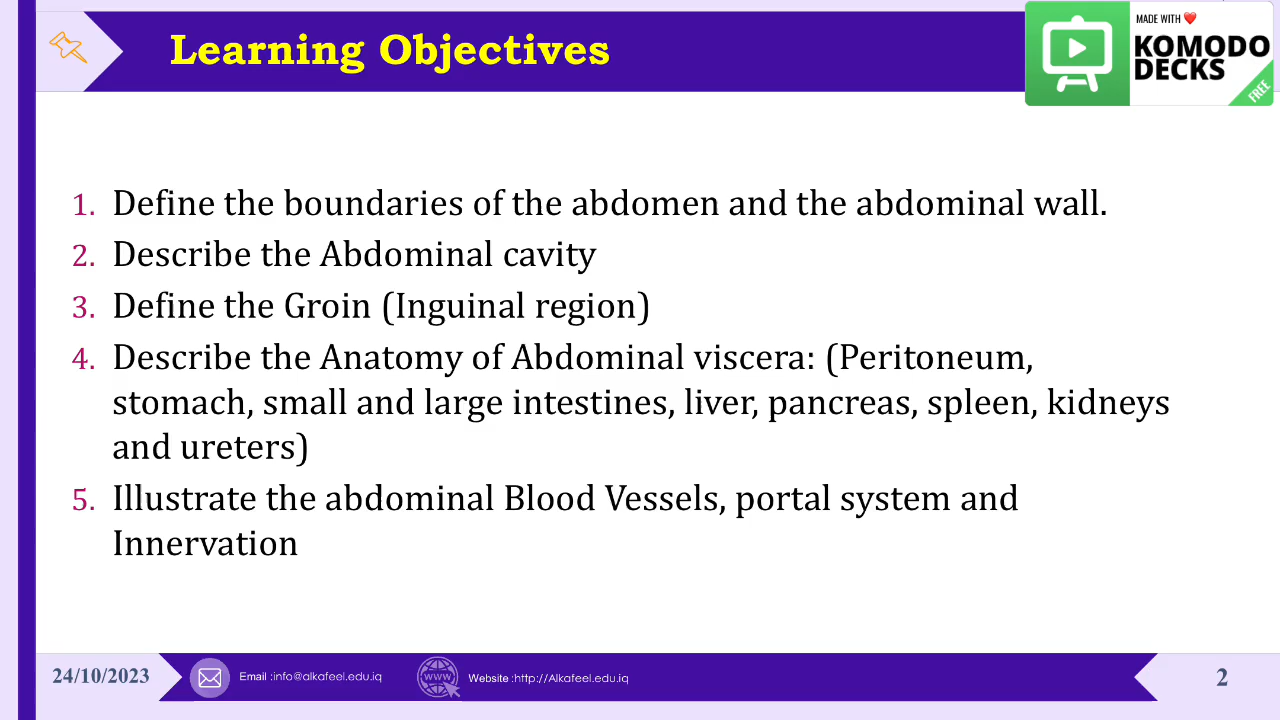 Learning Objectives
MADE WITH ❤️
KOMODO
DECKS
FREE
1. Define the boundaries of the abdomen and the abdominal wall.
2. Describe the Abdominal cavity
3. Define the Groin (Inguinal region)
4. Describe the Anatomy of Abdominal viscera: (Peritoneum,
stomach, small and large intestines, liver, pancreas, spleen, kidneys
and ureters)
5. Illustrate the abdominal Blood Vessels, portal system and
Innervation
24/10/2023
Email :info@alkafeel.edu.iq
WWW
Website :http://Alkafeel.edu.iq
2